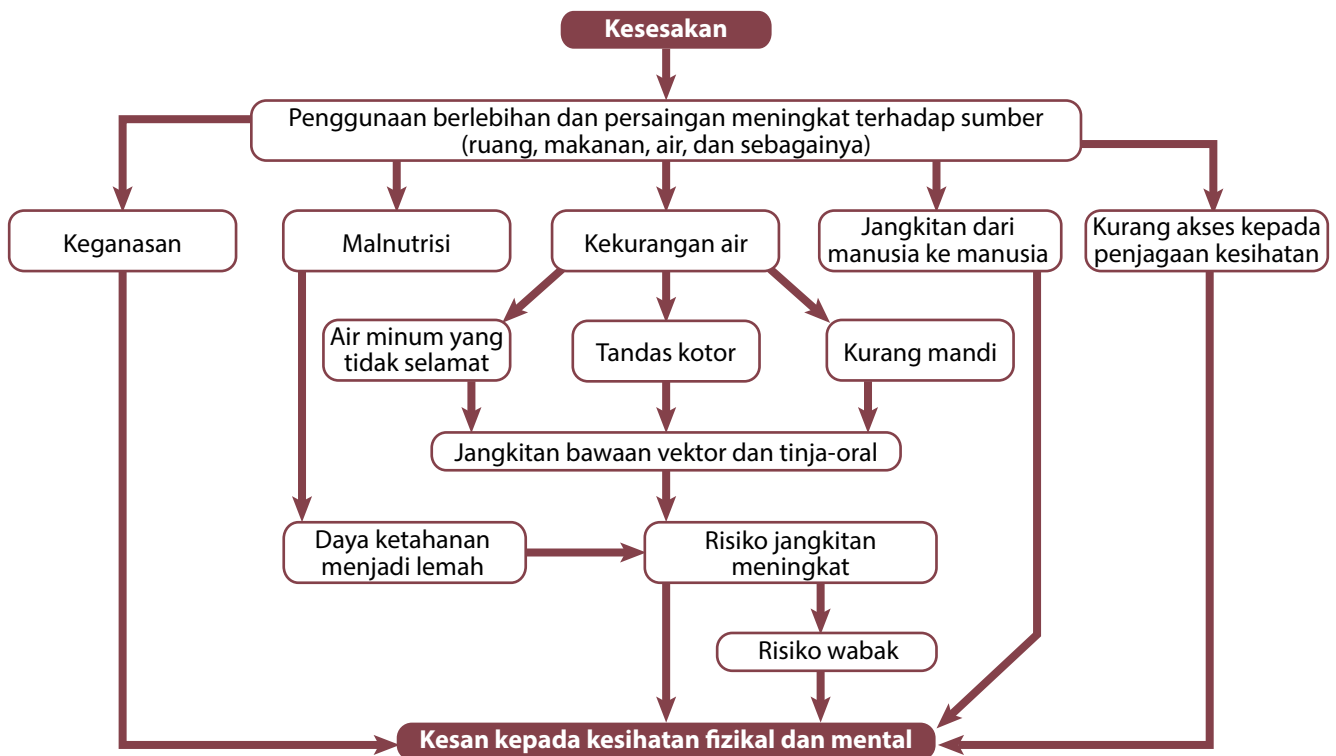 Kesesakan
Penggunaan berlebihan dan persaingan meningkat terhadap sumber
(ruang, makanan, air, dan sebagainya)
Keganasan
Malnutrisi
Kekurangan air
Jangkitan dari
manusia ke manusia
Kurang akses kepada
penjagaan kesihatan
Air minum yang
tidak selamat
Tandas kotor
Kurang mandi
Jangkitan bawaan vektor dan tinja-oral
Daya ketahanan
menjadi lemah
Risiko jangkitan
meningkat
Risiko wabak
Kesan kepada kesihatan fizikal dan mental